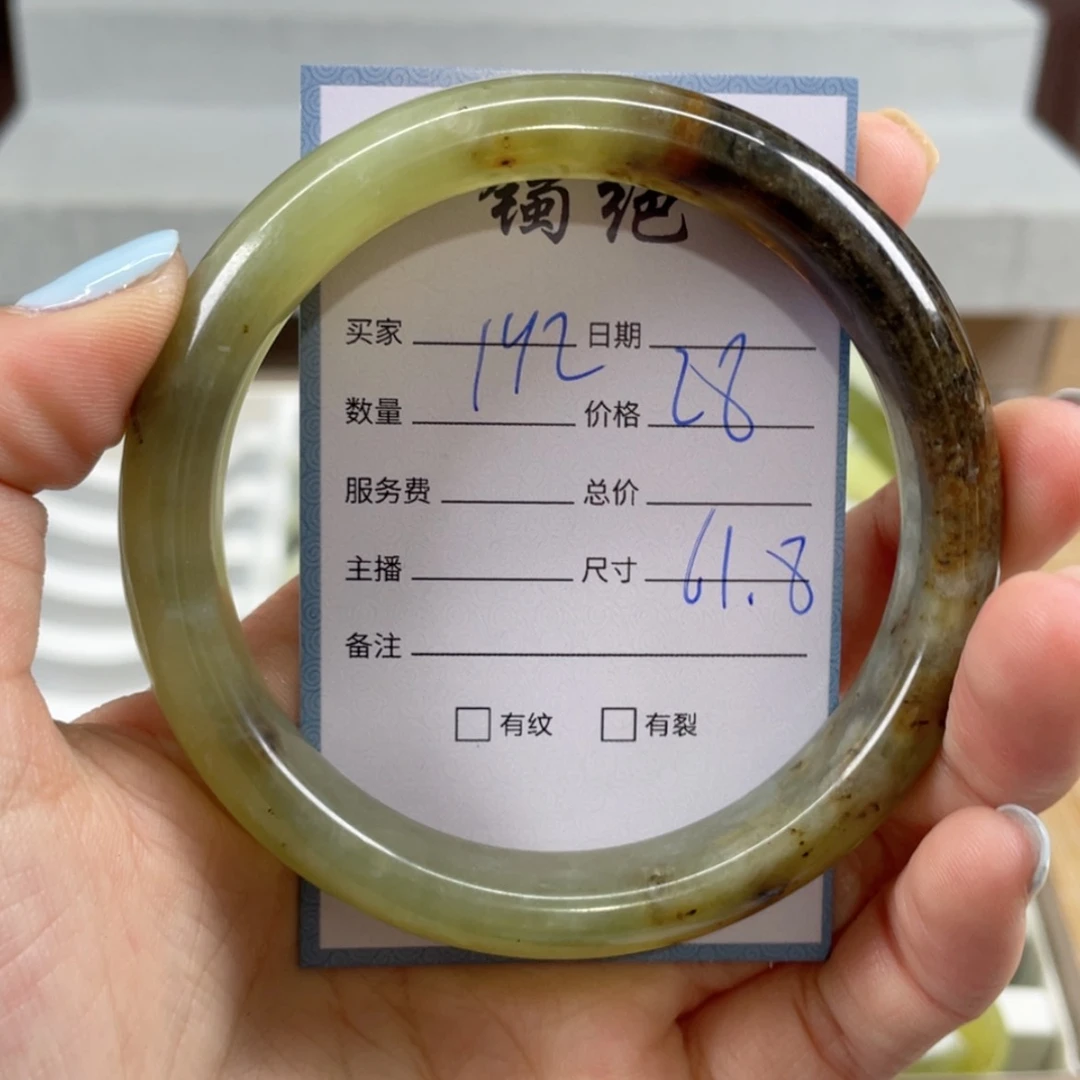 镯
买家 142 日期
数量 价格 28
服务费 总价
主播 尺寸 61.8
备注
□有纹 □有裂